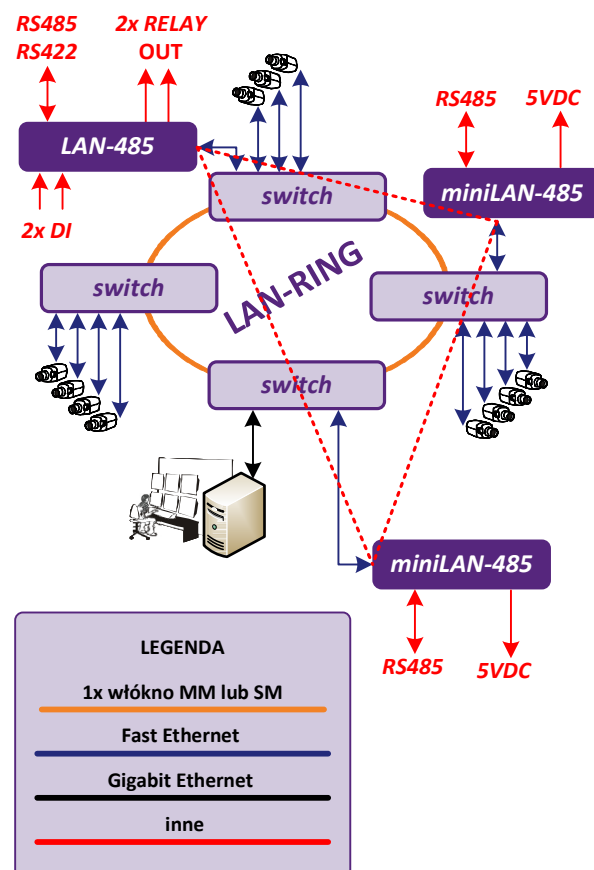 RS485
RS422
2x RELAY
OUT
LAN-485
2x DI
RS485
5VDC
miniLAN-485
switch
LAN-RING
switch
switch
switch
miniLAN-485
RS485
5VDC
LEGENDA
1x włókno MM lub SM
Fast Ethernet
Gigabit Ethernet
inne